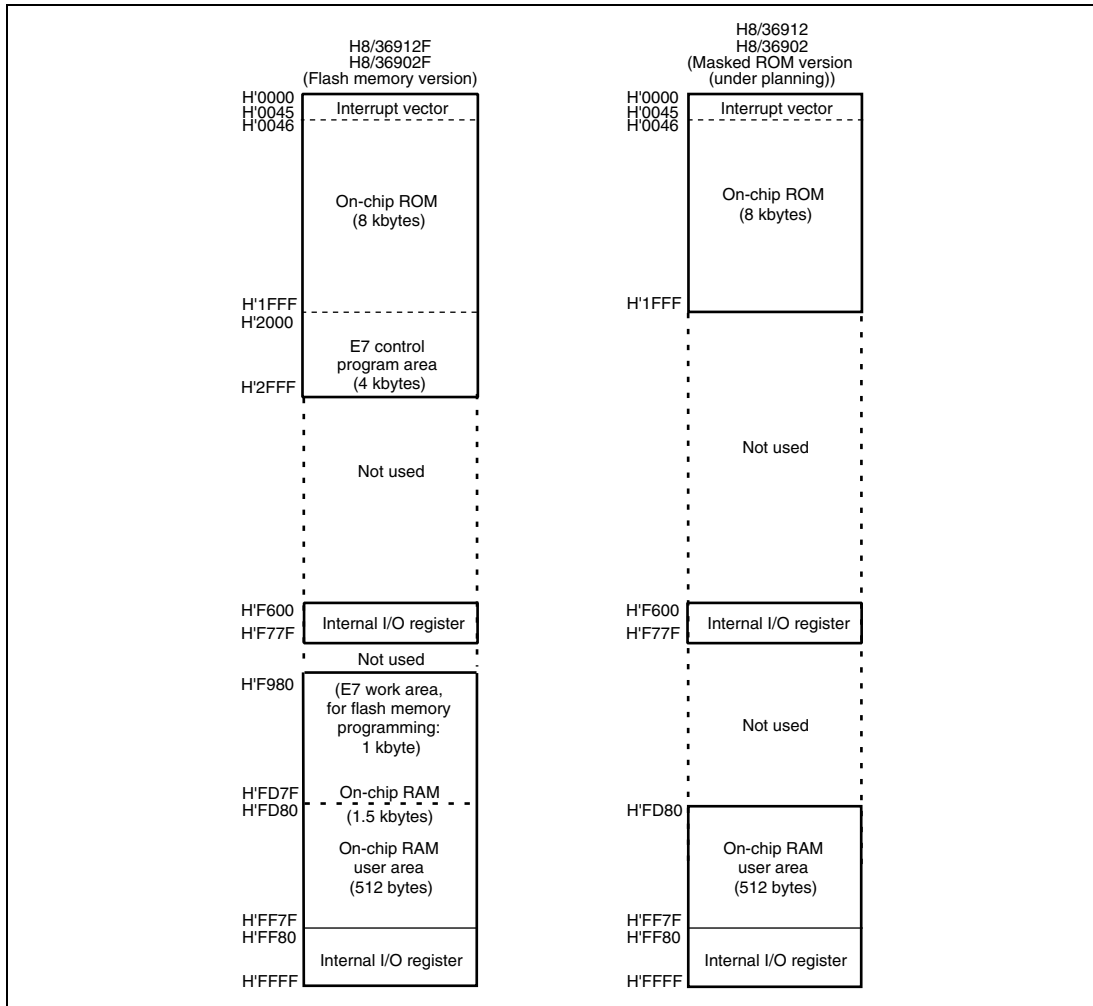 H8/36912F
H8/36902F
(Flash memory version)
H'0000
H'0045
H'0046
Interrupt vector
On-chip ROM
(8 kbytes)
H'1FFF
H'2000
E7 control
program area
(4 kbytes)
H'2FFF
Not used
H'F600
Internal I/O register
H'F77F
Not used
H'F980
(E7 work area,
for flash memory
programming:
1 kbyte)
H'FD7F
On-chip RAM
H'FD80
(1.5 kbytes)
On-chip RAM
user area
(512 bytes)
H'FF7F
H'FF80
Internal I/O register
H'FFFF
H8/36912
H8/36902
(Masked ROM version
(under planning))
H'0000
H'0045
H'0046
Interrupt vector
On-chip ROM
(8 kbytes)
H'1FFF
Not used
H'F600
Internal I/O register
H'F77F
Not used
H'FD80
On-chip RAM
user area
(512 bytes)
H'FF7F
H'FF80
Internal I/O register
H'FFFF